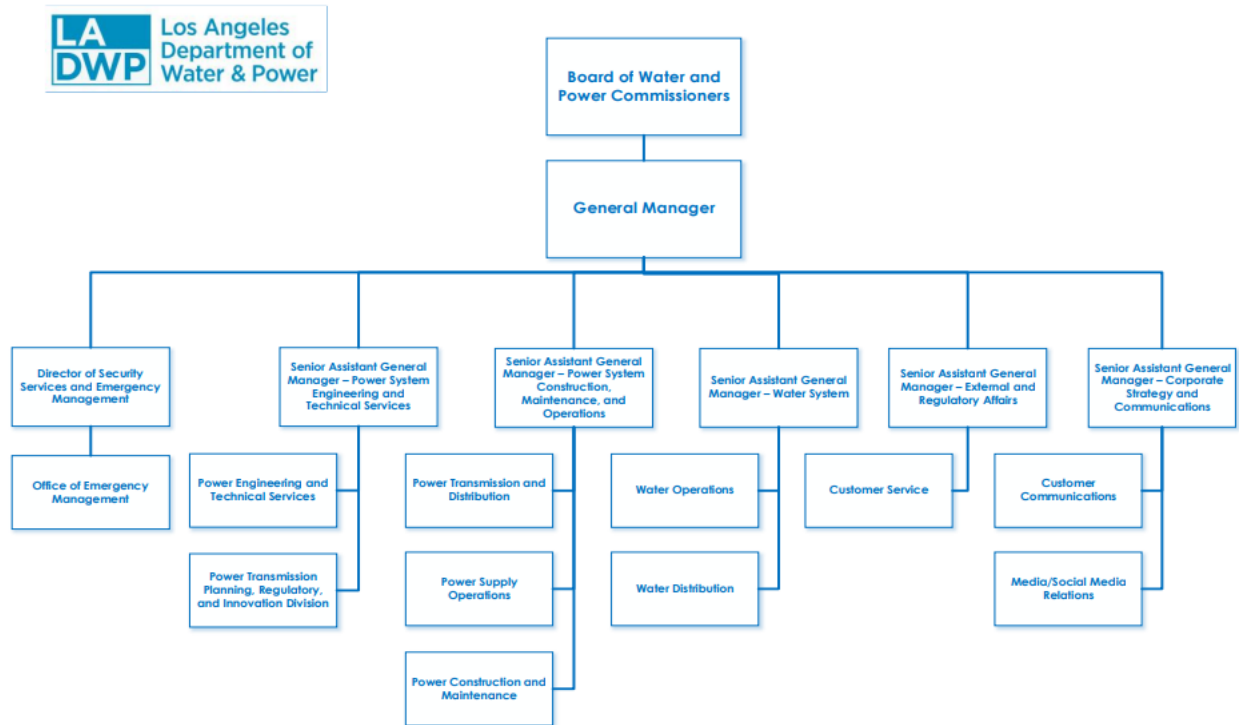 LA
DWP
Los Angeles
Department of
Water & Power
Board of Water and
Power Commissioners
General Manager
Director of Security
Services and Emergency
Management
Senior Assistant General
Manager – Power System
Engineering and
Technical Services
Senior Assistant General
Manager – Power System
Construction,
Maintenance, and
Operations
Senior Assistant General
Manager – Water System
Senior Assistant General
Manager – External and
Regulatory Affairs
Senior Assistant General
Manager – Corporate
Strategy and
Communications
Office of Emergency
Management
Power Engineering and
Technical Services
Power Transmission and
Distribution
Water Operations
Customer Service
Customer
Communications
Power Transmission
Planning, Regulatory,
and Innovation Division
Power Supply
Operations
Water Distribution
Media/Social Media
Relations
Power Construction and
Maintenance